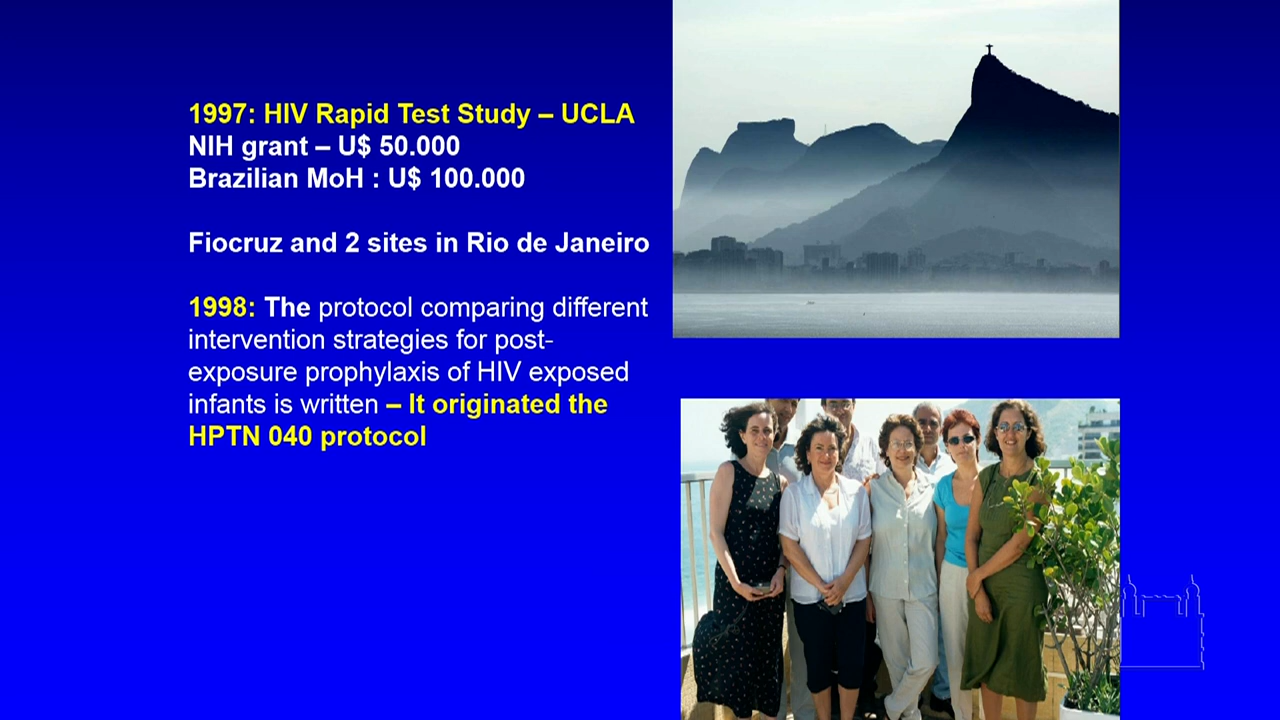 1997: HIV Rapid Test Study – UCLA
NIH grant – U$ 50.000
Brazilian MoH : U$ 100.000
Fiocruz and 2 sites in Rio de Janeiro
1998: The protocol comparing different
intervention strategies for post-
exposure prophylaxis of HIV exposed
infants is written – It originated the
HPTN 040 protocol